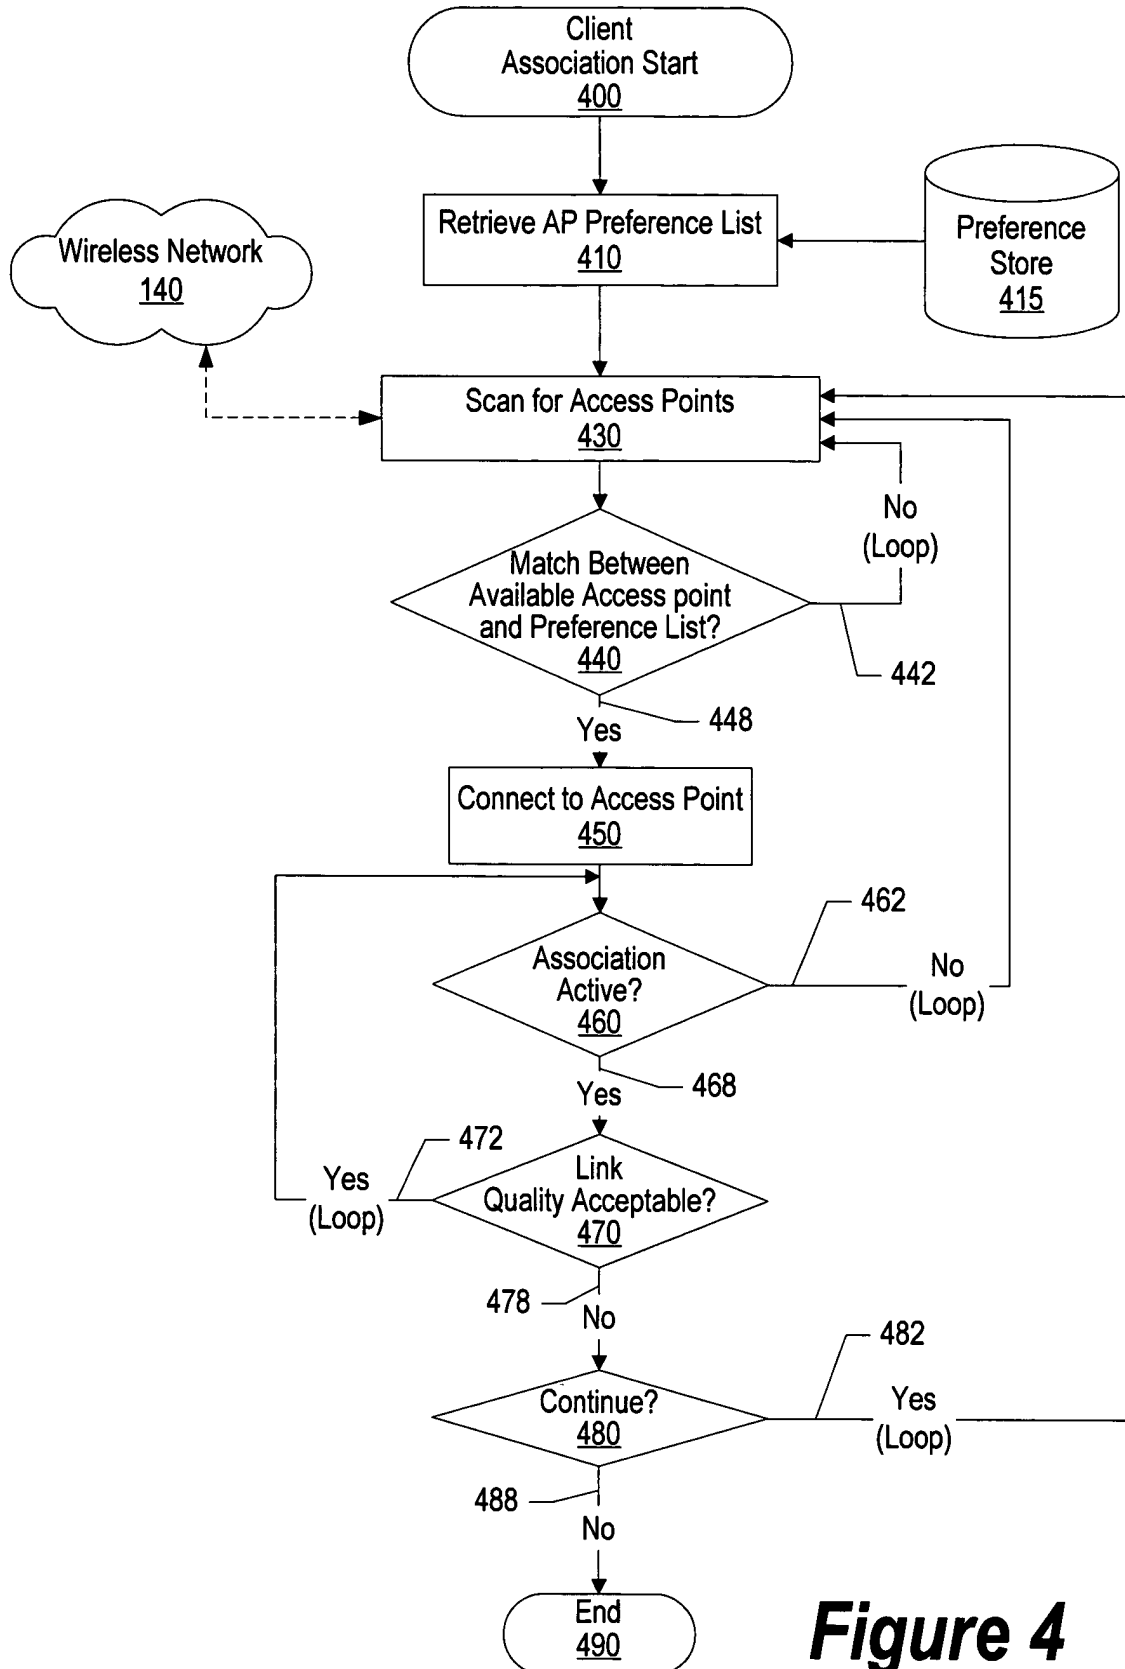 Client
Association Start
400
Retrieve AP Preference List
410
Preference
Store
415
Wireless Network
140
Scan for Access Points
430
No
(Loop)
Match Between
Available Access point
and Preference List?
440
442
448
Yes
Connect to Access Point
450
462
Association
Active?
460
No
(Loop)
468
Yes
472
Yes
(Loop)
Link
Quality Acceptable?
470
478
No
482
Continue?
480
Yes
(Loop)
488
No
End
490
Figure 4